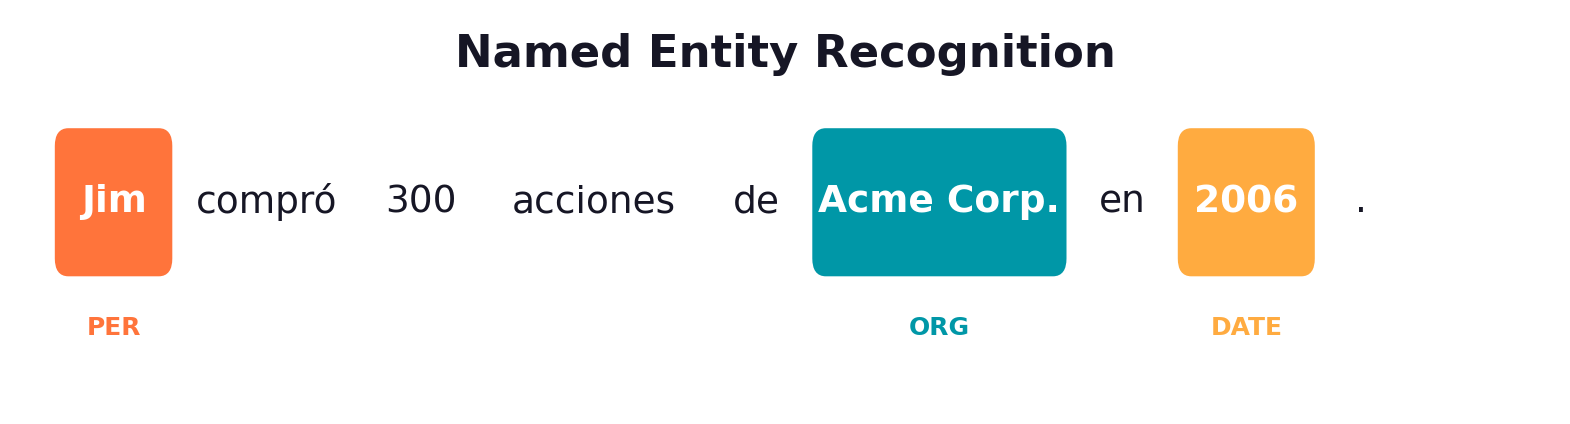 Named Entity Recognition
Jim compró 300 acciones de Acme Corp. en 2006 .
PER ORG DATE